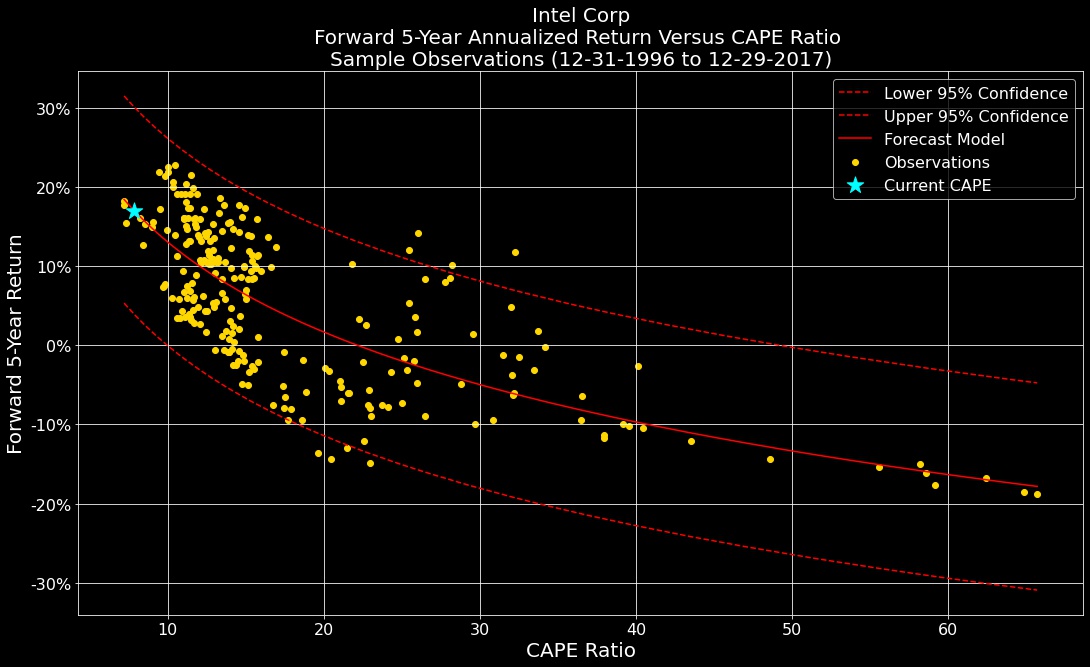 Intel Corp
Forward 5-Year Annualized Return Versus CAPE Ratio
Sample Observations (12-31-1996 to 12-29-2017)
Lower 95% Confidence
Upper 95% Confidence
Forecast Model
Observations
Current CAPE
Forward 5-Year Return
30%
20%
10%
0%
-10%
-20%
-30%
10 20 30 40 50 60
CAPE Ratio